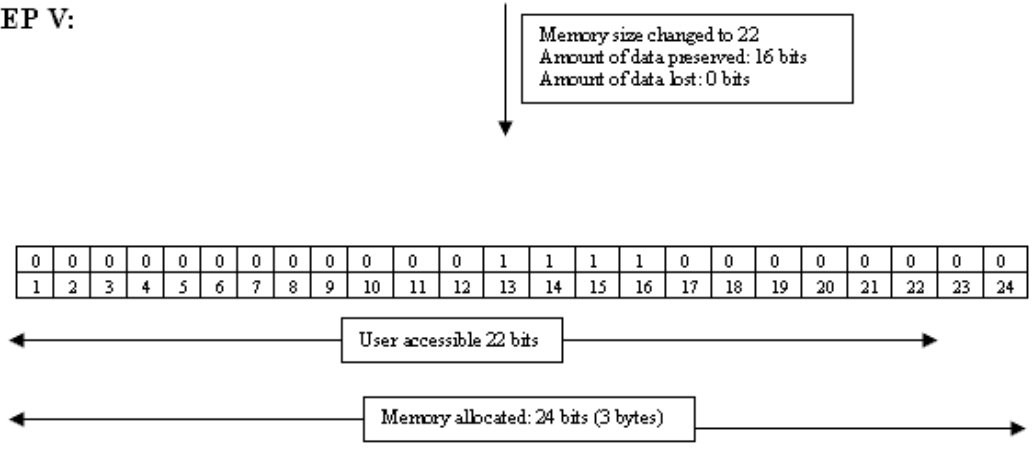 EP V:
Memory size changed to 22
Amount of data preserved: 16 bits
Amount of data lost: 0 bits
0 0 0 0 0 0 0 0 0 0 0 0 1 1 1 1 0 0 0 0 0 0 0 0
1 2 3 4 5 6 7 8 9 10 11 12 13 14 15 16 17 18 19 20 21 22 23 24
User accessible 22 bits
Memory allocated: 24 bits (3 bytes)